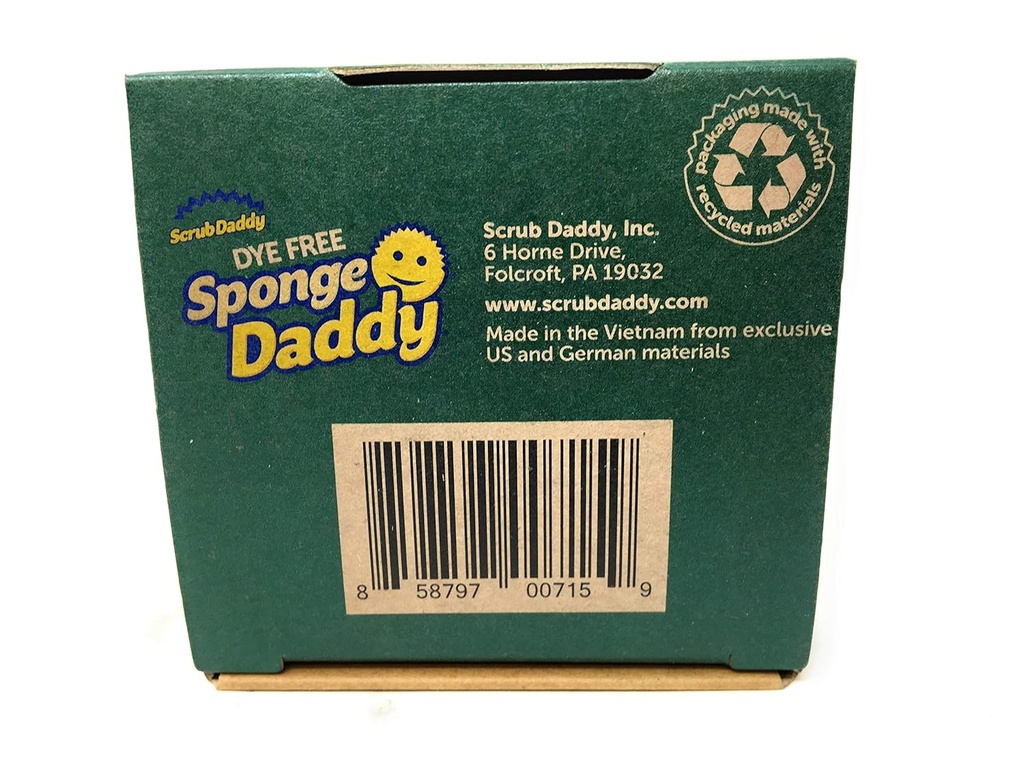 packaging made with
recycled materials
ScrubDaddy
DYE FREE
Sponge
Daddy
Scrub Daddy, Inc.
6 Horne Drive,
Folcroft, PA 19032
www.scrubdaddy.com
Made in the Vietnam from exclusive
US and German materials
8 58797 00715 9